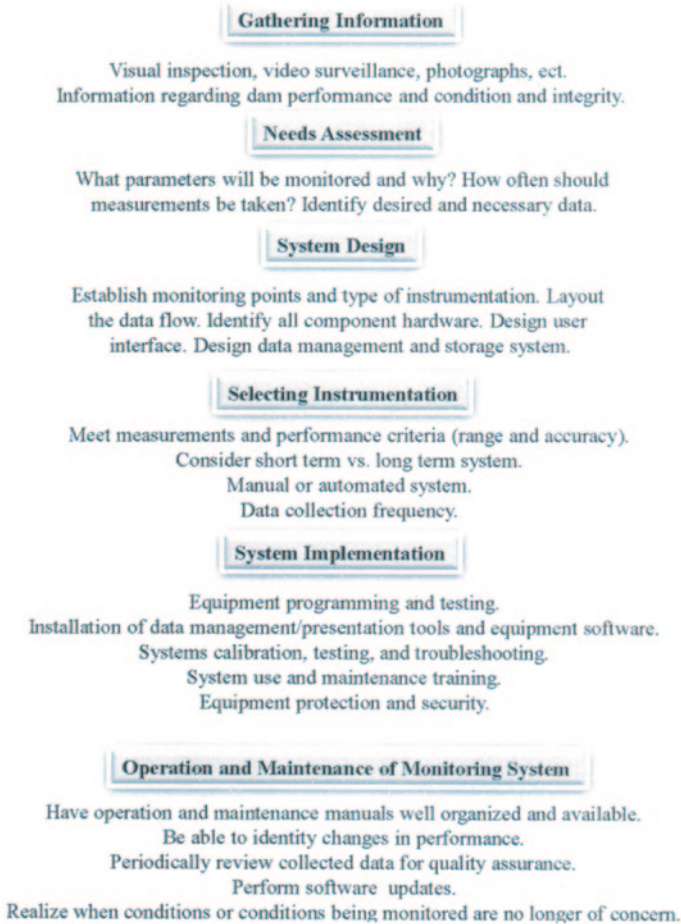 Gathering Information
Visual inspection, video surveillance, photographs, ect.
Information regarding dam performance and condition and integrity.
Needs Assessment
What parameters will be monitored and why? How often should
measurements be taken? Identify desired and necessary data.
System Design
Establish monitoring points and type of instrumentation. Layout
the data flow. Identify all component hardware. Design user
interface. Design data management and storage system.
Selecting Instrumentation
Meet measurements and performance criteria (range and accuracy).
Consider short term vs. long term system.
Manual or automated system.
Data collection frequency.
System Implementation
Equipment programming and testing.
Installation of data management/presentation tools and equipment software.
Systems calibration, testing, and troubleshooting.
System use and maintenance training.
Equipment protection and security.
Operation and Maintenance of Monitoring System
Have operation and maintenance manuals well organized and available.
Be able to identity changes in performance.
Periodically review collected data for quality assurance.
Perform software updates.
Realize when conditions or conditions being monitored are no longer of concern.